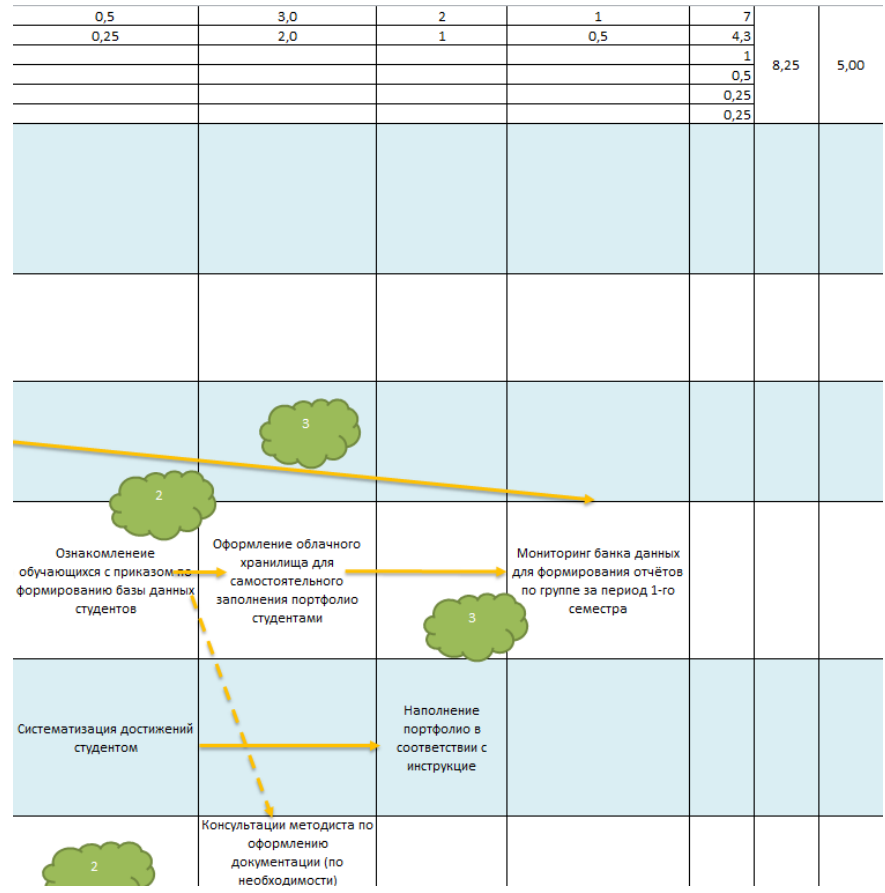 0,5 3,0 2 1 7
0,25 2,0 1 0,5 4,3
1
8,25 5,00
0,5
0,25
0,25
3
2
Ознакомленеие
обучающихся с приказом по
формированию базы данных
студентов
Оформление облачного
хранилища для
самостоятельного
заполнения портфолио
студентами
Мониторинг банка данных
для формирования отчётов
по группе за период 1-го
семестра
3
Систематизация достижений
студентом
Наполнение
портфолио в
соответствии с
инструкцие
Консультации методиста по
оформлению
документации (по
необходимости)
2